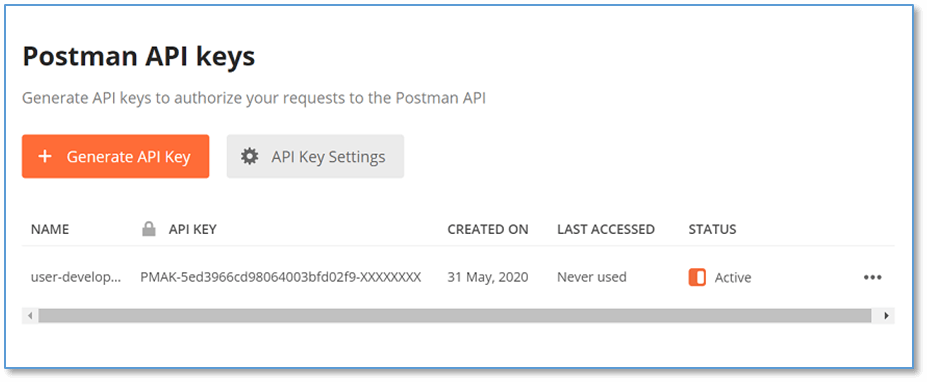 Postman API keys
Generate API keys to authorize your requests to the Postman API
+ Generate API Key API Key Settings
NAME API KEY CREATED ON LAST ACCESSED STATUS
user-develop... PMAK-5ed3966cd98064003bfd02f9-XXXXXXXX 31 May, 2020 Never used Active •••